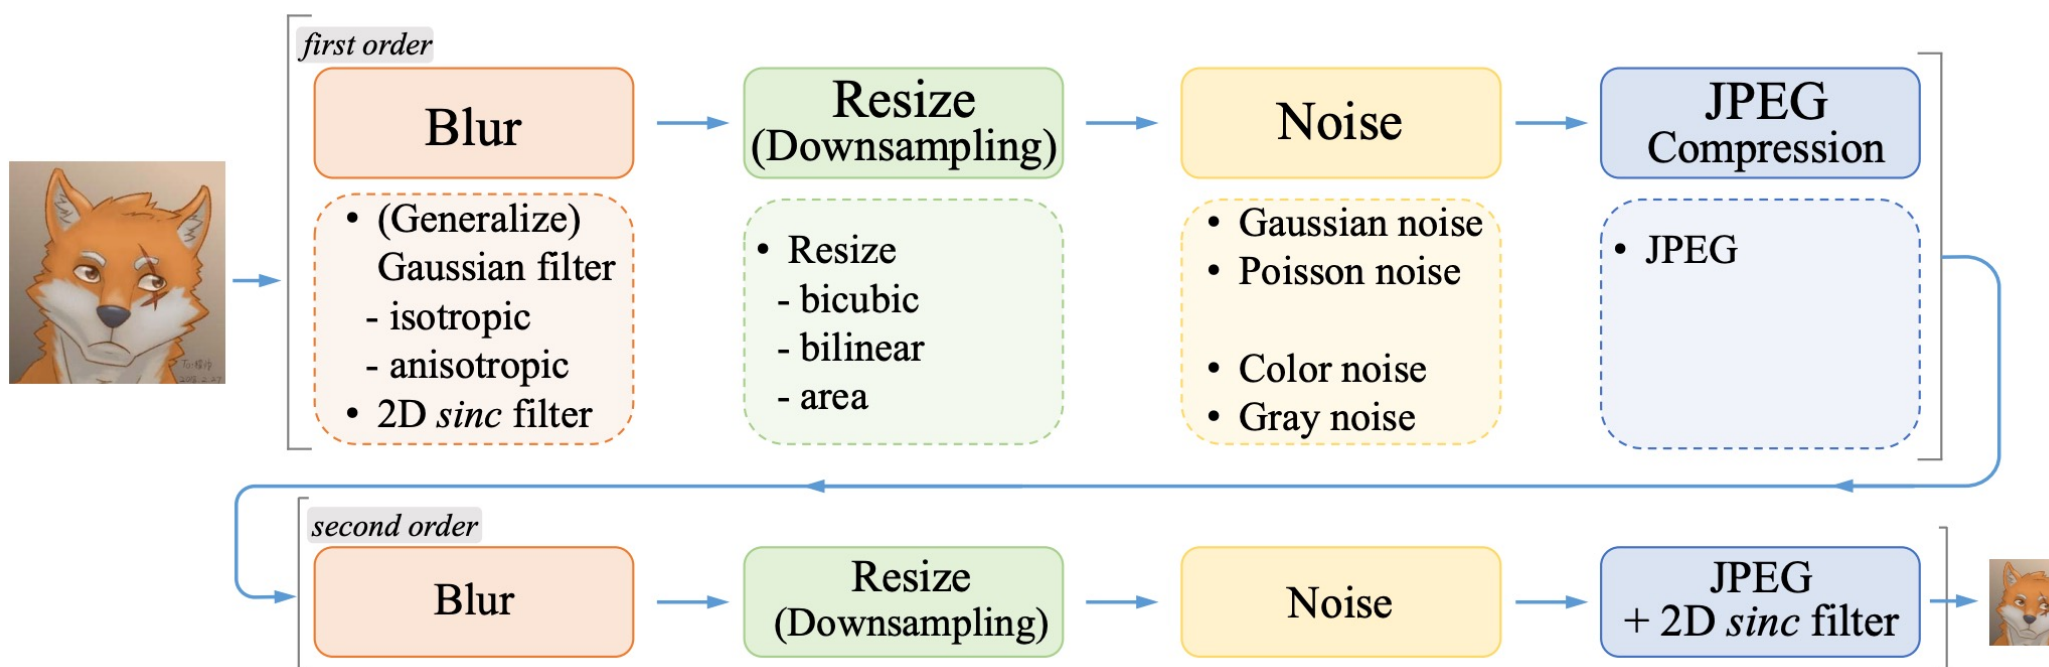 first order
Blur
Resize
(Downsampling)
Noise
JPEG
Compression
• (Generalize)
Gaussian filter
- isotropic
- anisotropic
• 2D sinc filter
• Resize
- bicubic
- bilinear
- area
• Gaussian noise
• Poisson noise
• Color noise
• Gray noise
• JPEG
second order
Blur
Resize
(Downsampling)
Noise
JPEG
+ 2D sinc filter